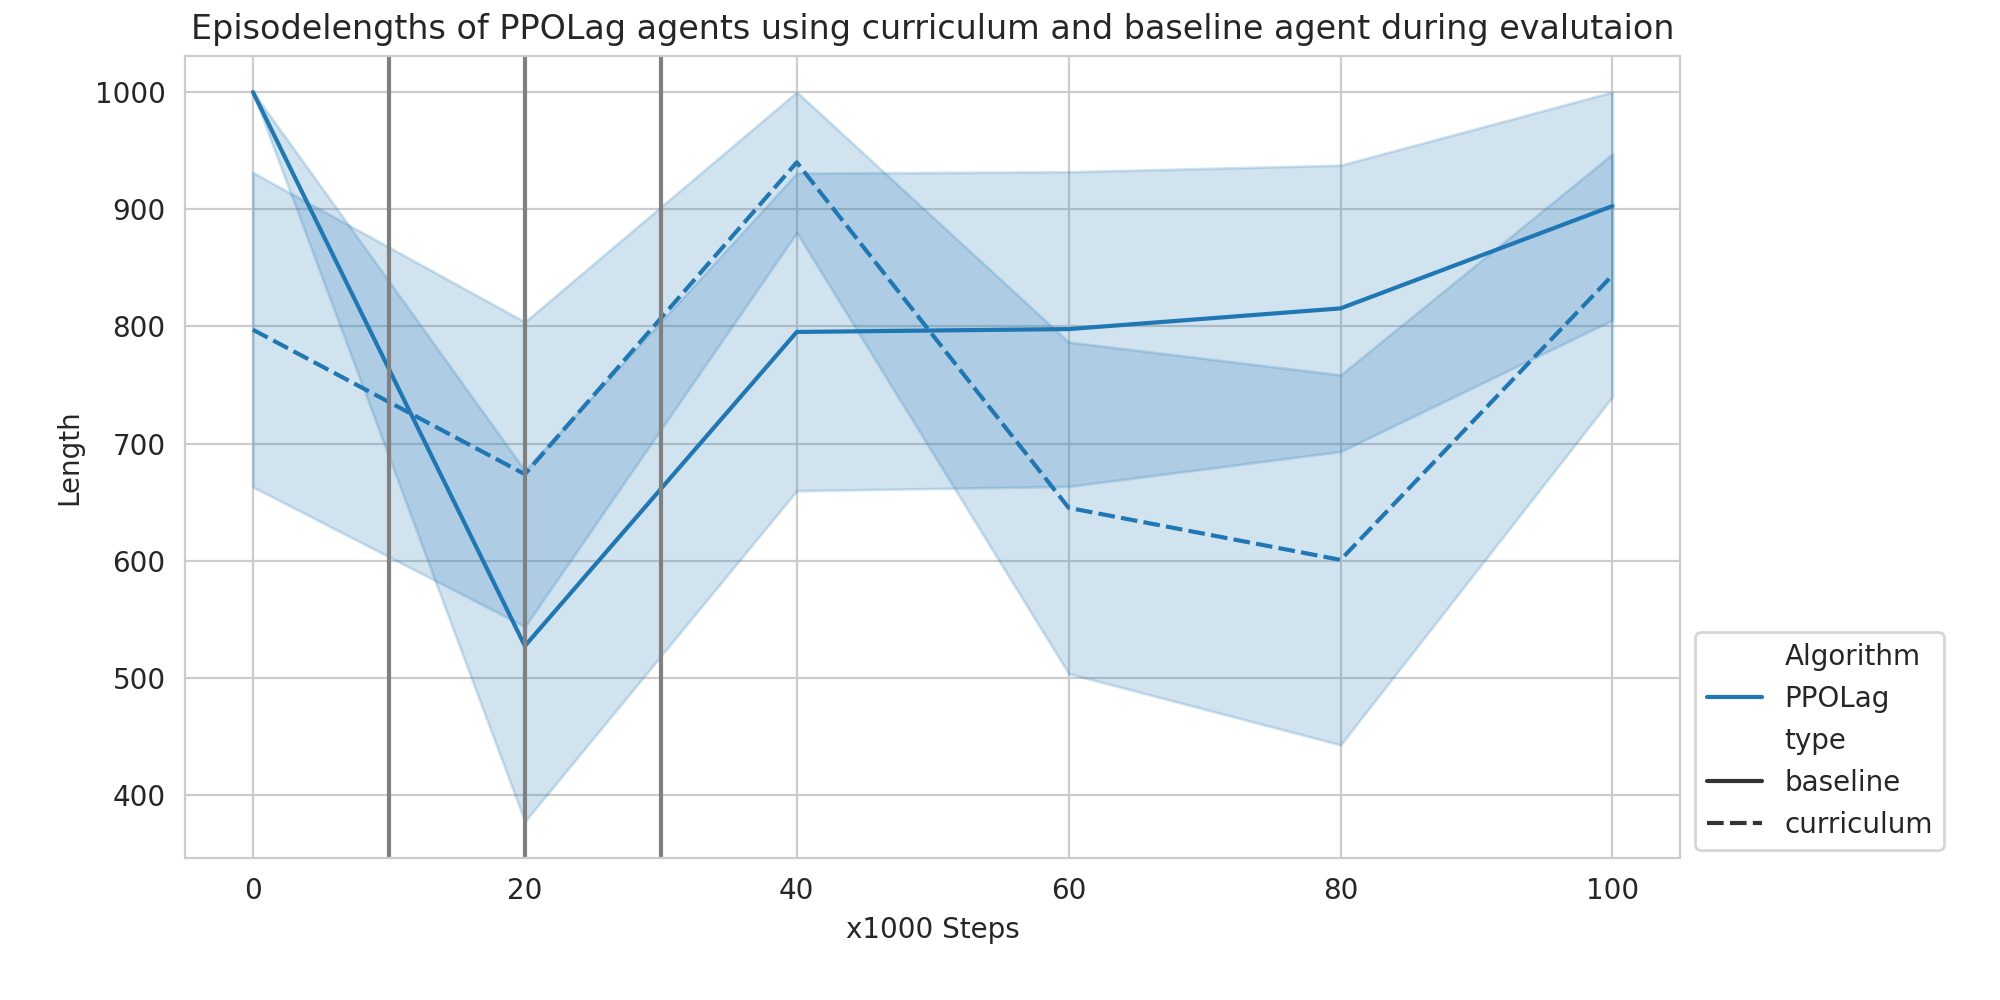 Episodelengths of PPOLag agents using curriculum and baseline agent during evalutaion
1000
900
800
700
600
500
400
Length
0 20 40 60 80 100
x1000 Steps
Algorithm
PPOLag
type
baseline
curriculum